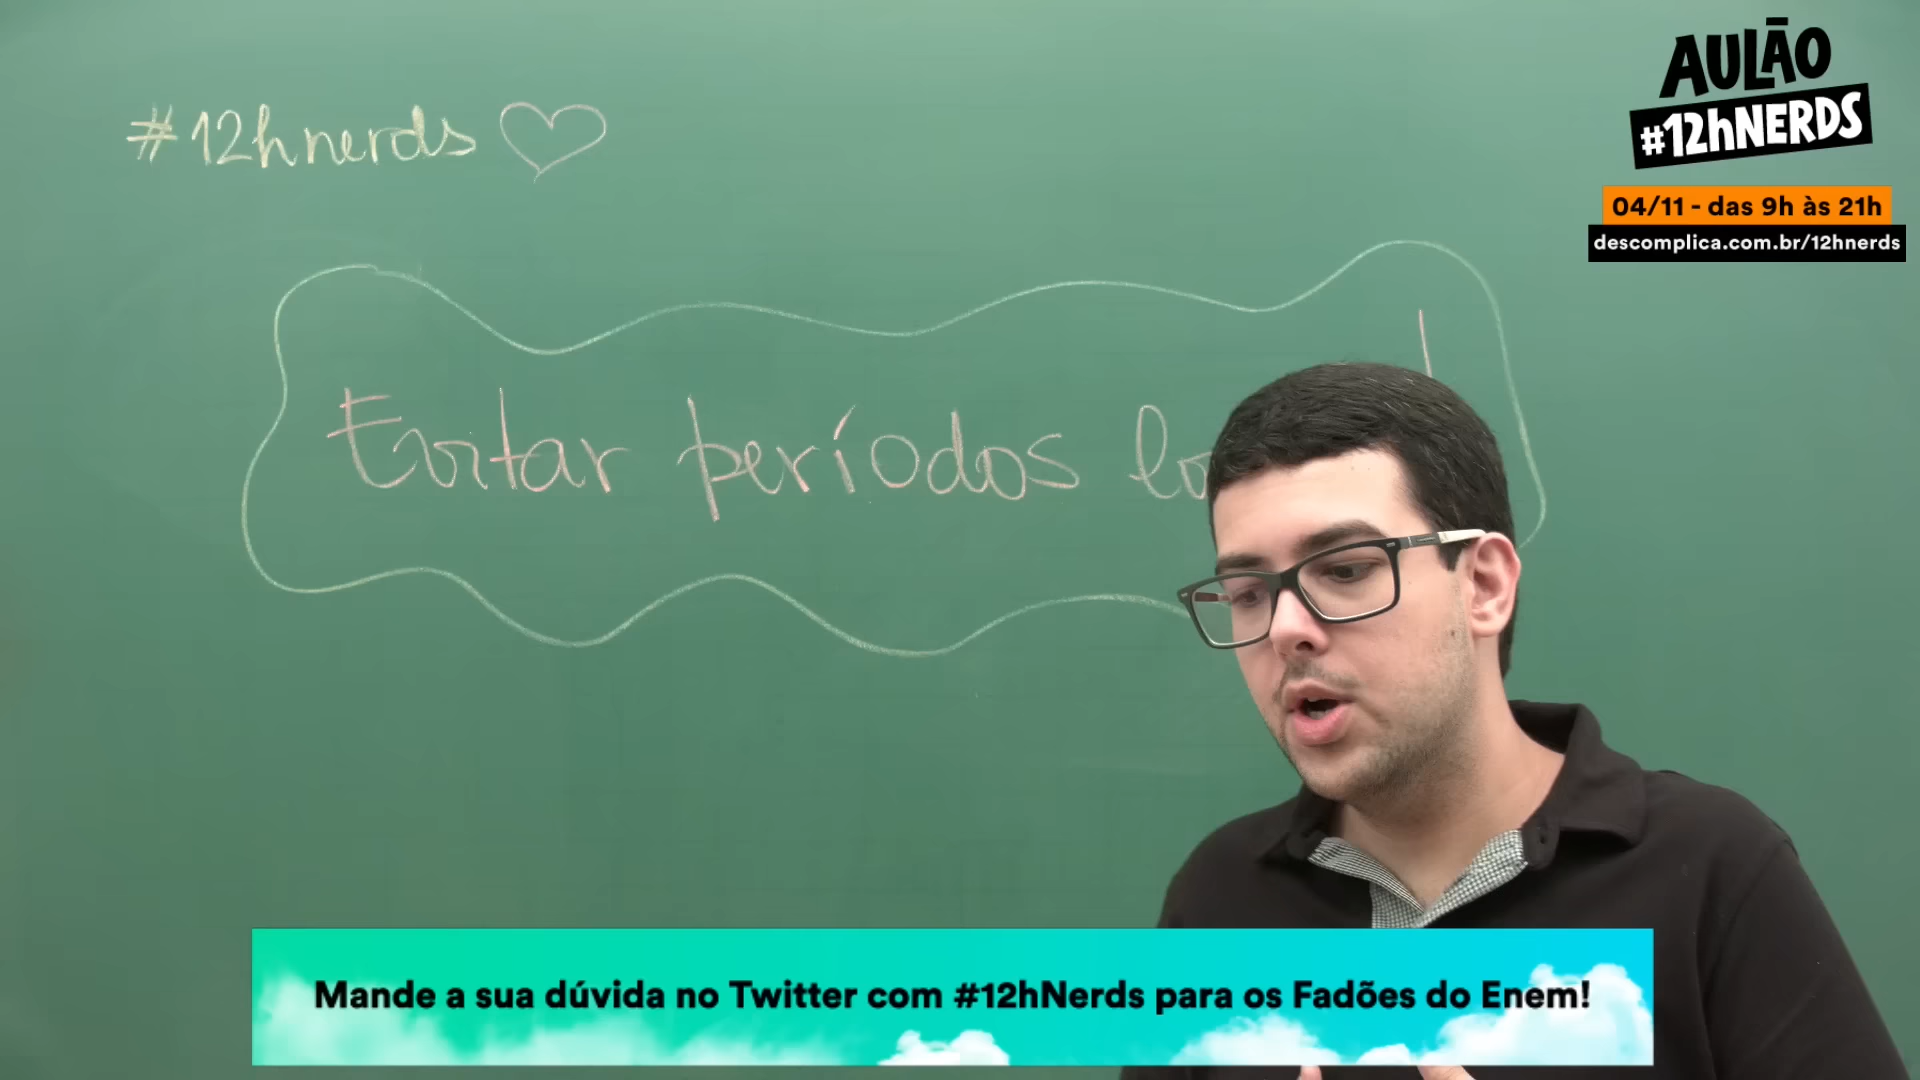 #12hnerds
AULÃO
#12hNERDS
04/11 - das 9h às 21h
descomplica.com.br/12hnerds
Evitar períodos
Mande a sua dúvida no Twitter com #12hNerds para os Fadões do Enem!